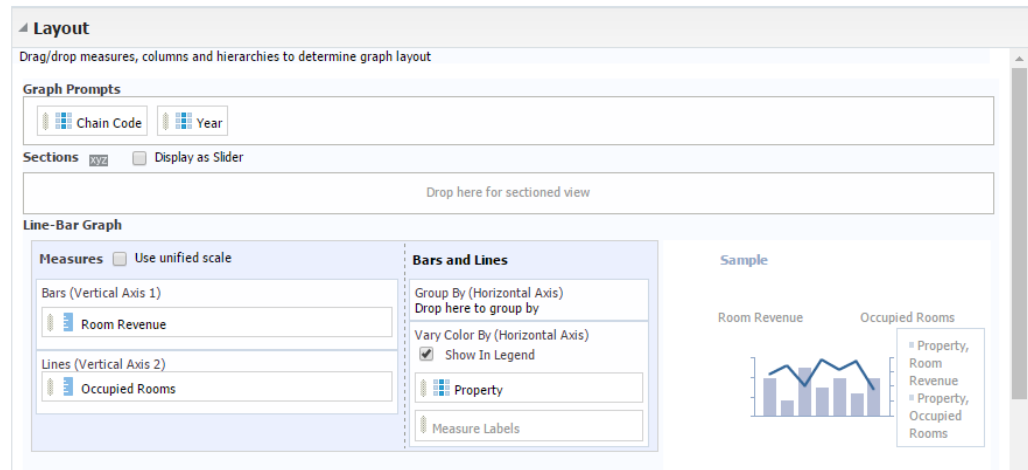 Layout
Drag/drop measures, columns and hierarchies to determine graph layout
Graph Prompts
Chain Code
Year
Sections xyz Display as Slider
Drop here for sectioned view
Line-Bar Graph
Measures Use unified scale
Bars (Vertical Axis 1)
Room Revenue
Lines (Vertical Axis 2)
Occupied Rooms
Bars and Lines
Group By (Horizontal Axis)
Drop here to group by
Vary Color By (Horizontal Axis)
Show In Legend
Property
Measure Labels
Sample
Room Revenue
Occupied Rooms
Property,
Room
Revenue
Property,
Occupied
Rooms